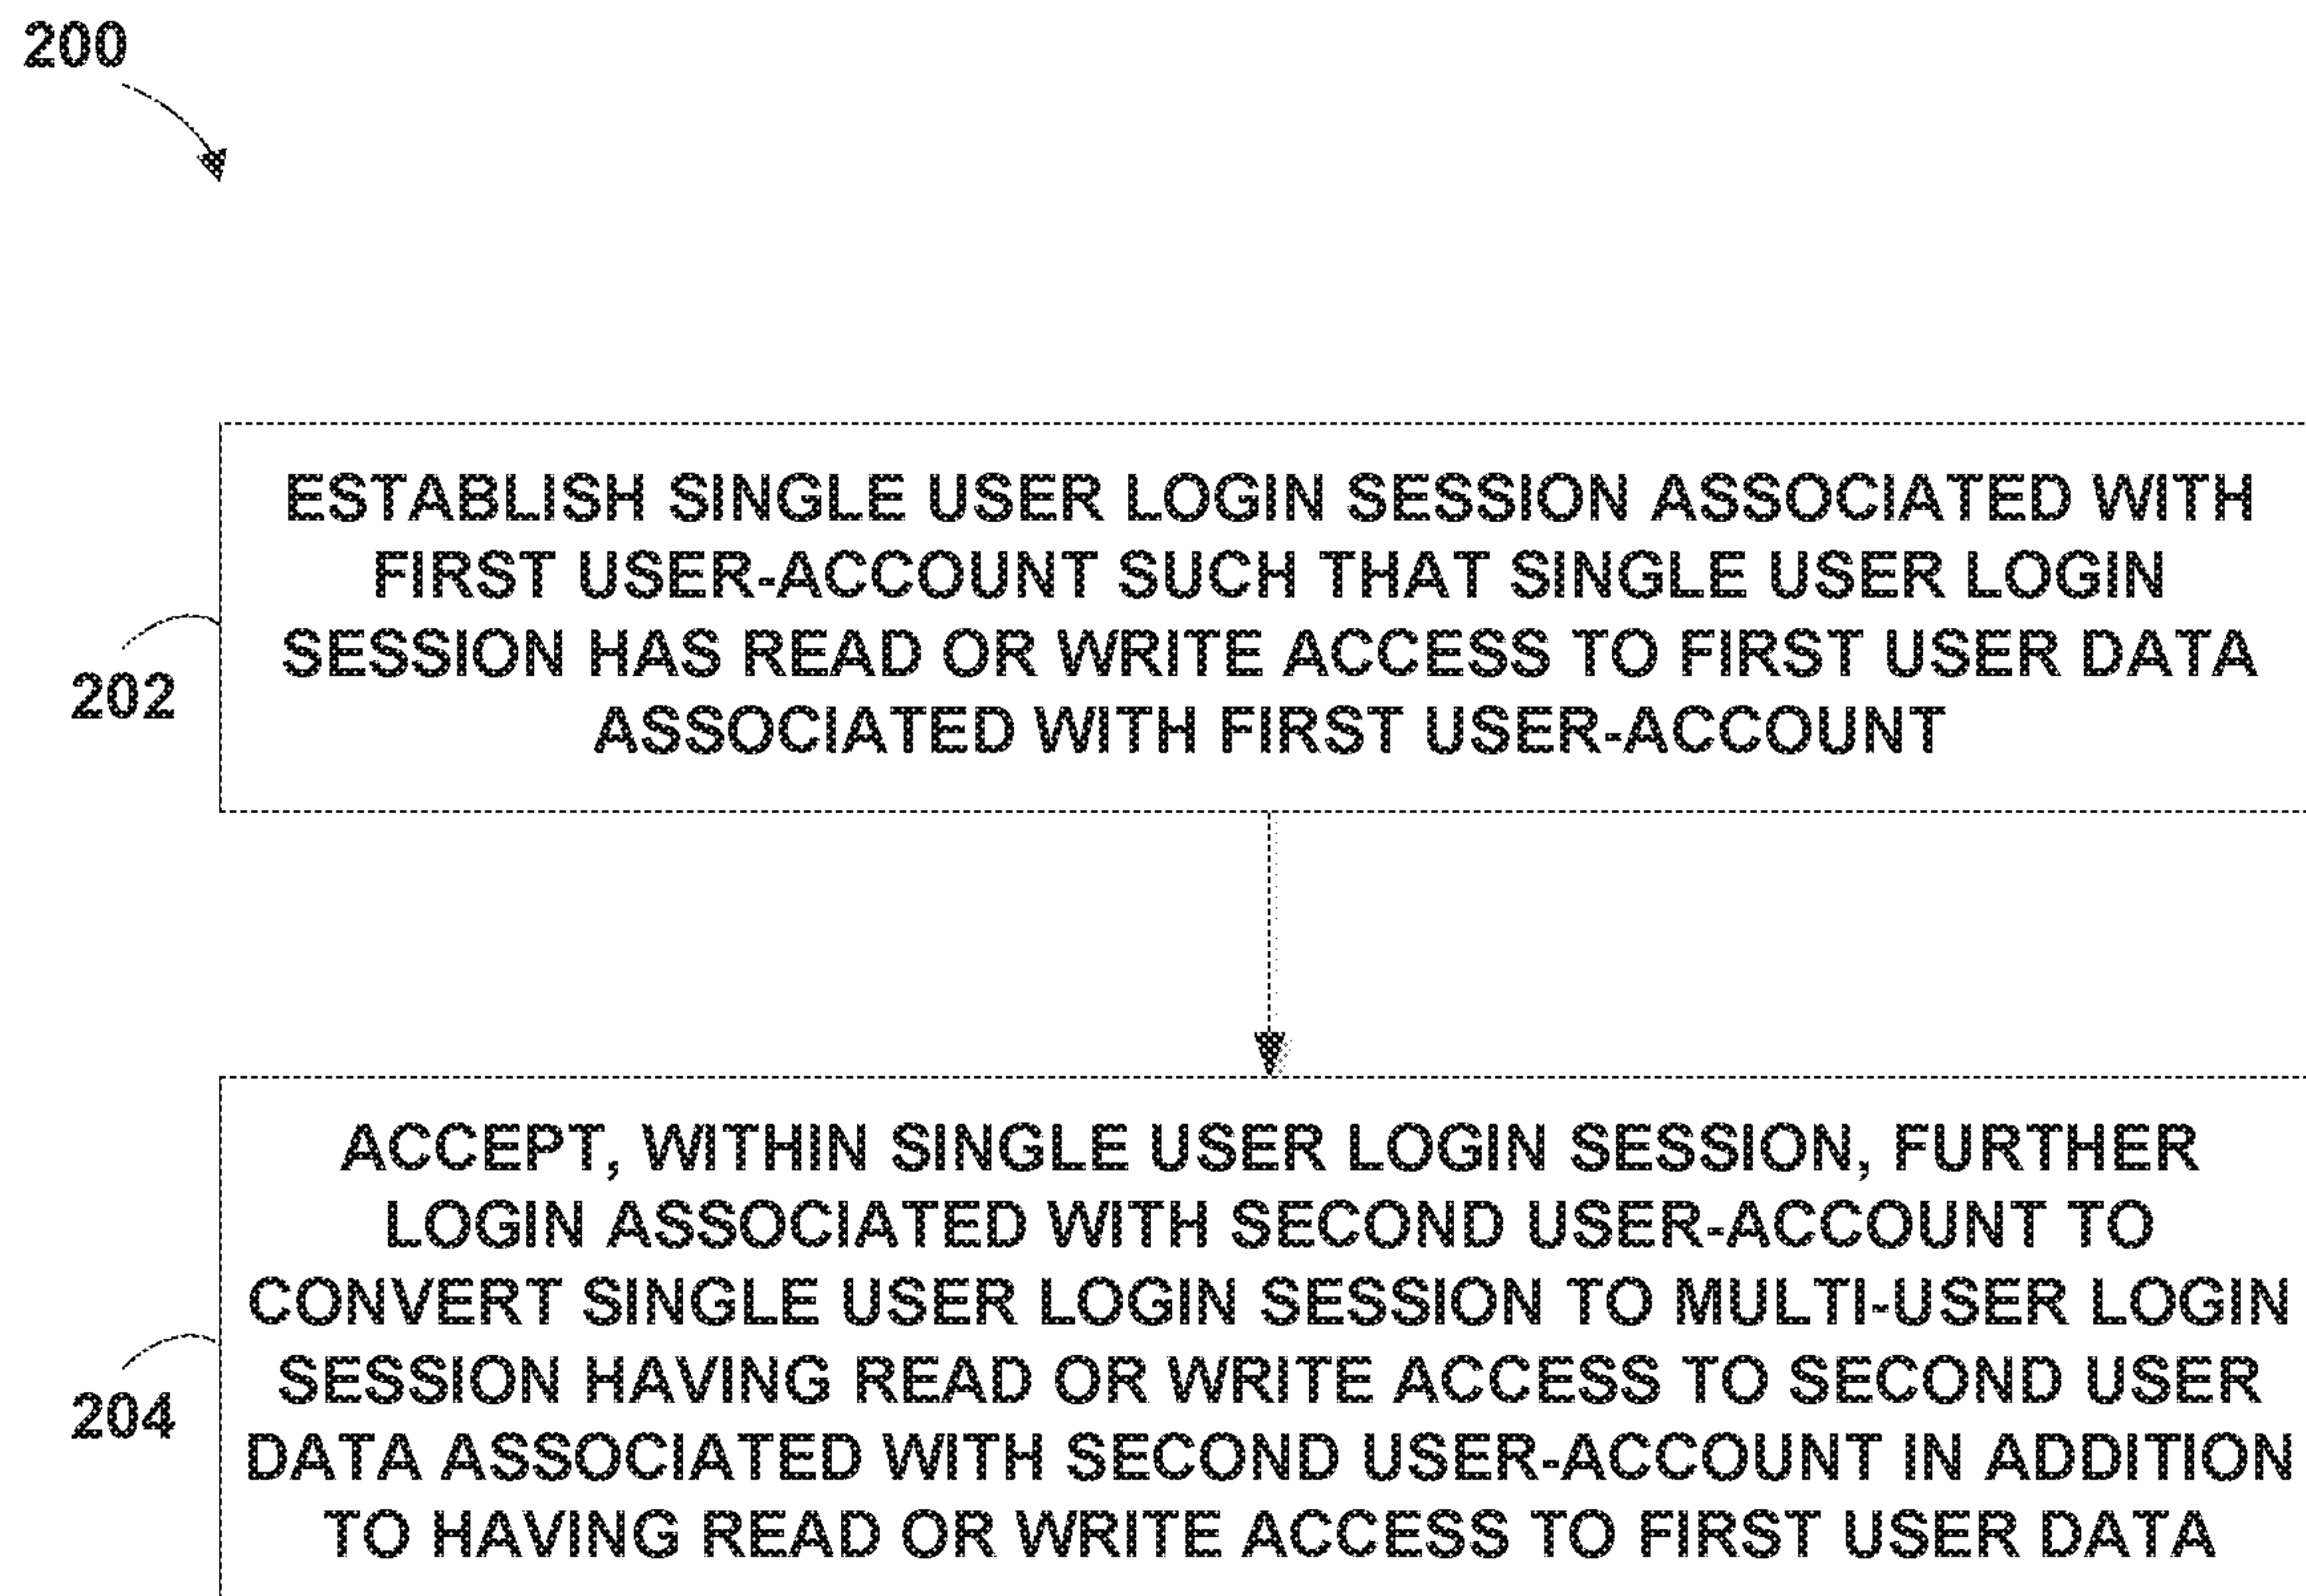 200
ESTABLISH SINGLE USER LOGIN SESSION ASSOCIATED WITH
FIRST USER-ACCOUNT SUCH THAT SINGLE USER LOGIN
SESSION HAS READ OR WRITE ACCESS TO FIRST USER DATA
ASSOCIATED WITH FIRST USER-ACCOUNT
202
ACCEPT, WITHIN SINGLE USER LOGIN SESSION, FURTHER
LOGIN ASSOCIATED WITH SECOND USER-ACCOUNT TO
CONVERT SINGLE USER LOGIN SESSION TO MULTI-USER LOGIN
SESSION HAVING READ OR WRITE ACCESS TO SECOND USER
DATA ASSOCIATED WITH SECOND USER-ACCOUNT IN ADDITION
TO HAVING READ OR WRITE ACCESS TO FIRST USER DATA
204